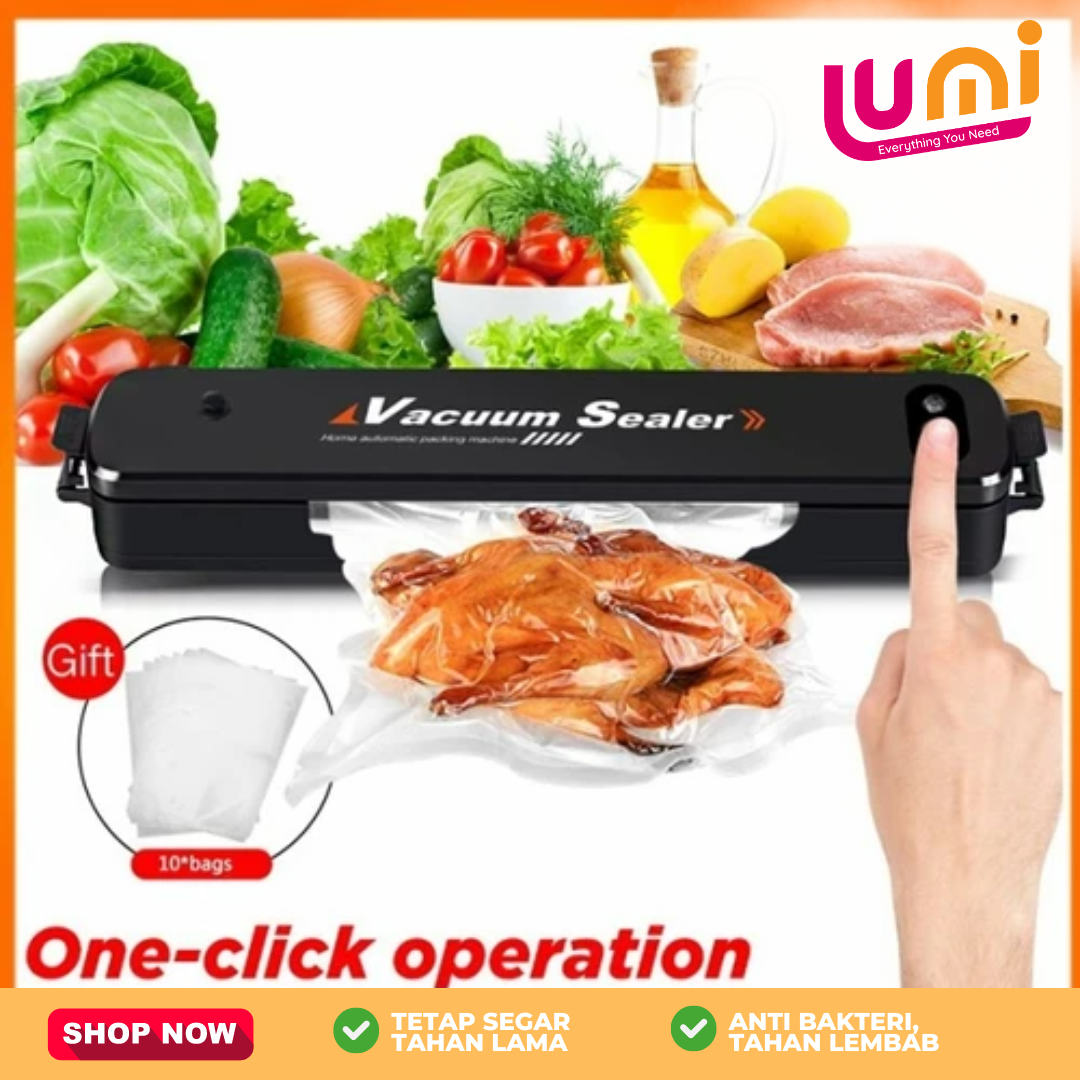 Lumi
Everything You Need
Vacuum Sealer
Home automatic packing machine
Gift
10*bags
One-click operation
SHOP NOW
TETAP SEGAR
TAHAN LAMA
ANTI BAKTERI,
TAHAN LEMBAB